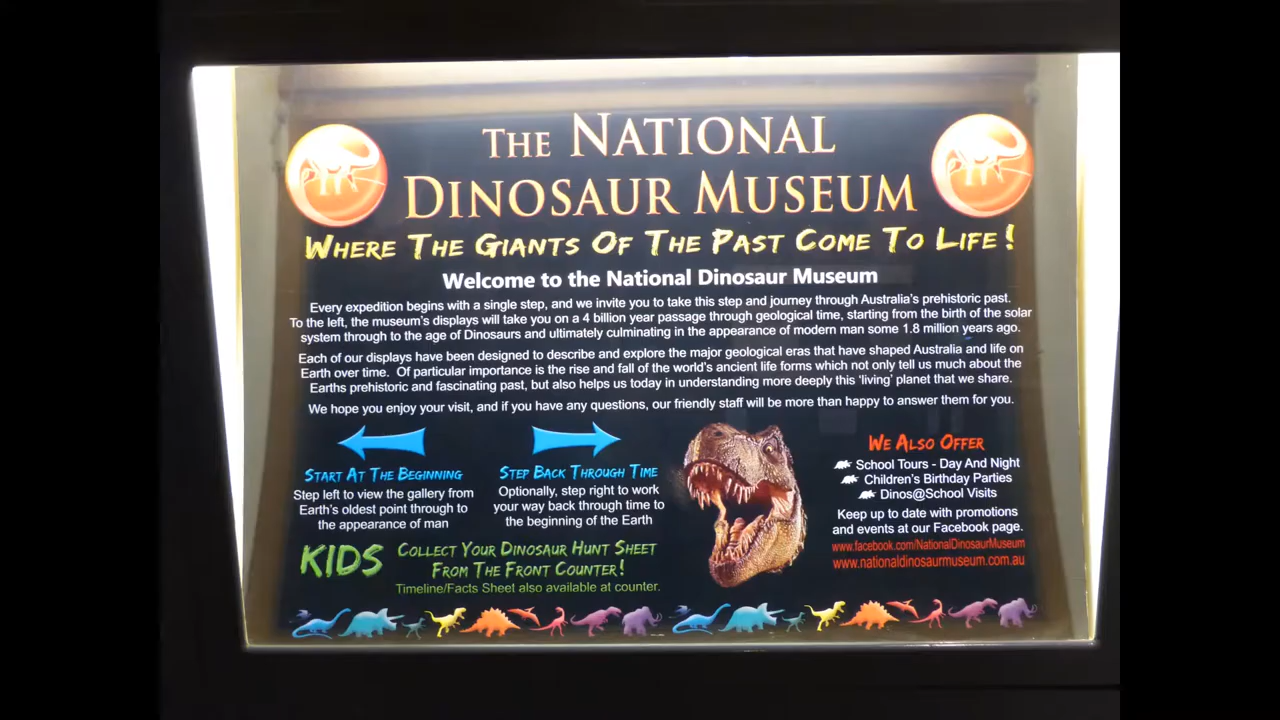 THE NATIONAL
DINOSAUR MUSEUM
WHERE THE GIANTS OF THE PAST COME TO LIFE!
Welcome to the National Dinosaur Museum
Every expedition begins with a single step, and we invite you to take this step and journey through Australia's prehistoric past.
To the left, the museum's displays will take you on a 4 billion year passage through geological time, starting from the birth of the solar
system through to the age of Dinosaurs and ultimately culminating in the appearance of modern man some 1.8 million years ago.
Each of our displays have been designed to describe and explore the major geological eras that have shaped Australia and life on
Earth over time. Of particular importance is the rise and fall of the world's ancient life forms which not only tell us much about the
Earths prehistoric and fascinating past, but also helps us today in understanding more deeply this 'living' planet that we share.
We hope you enjoy your visit, and if you have any questions, our friendly staff will be more than happy to answer them for you.
START AT THE BEGINNING
Step left to view the gallery from
Earth's oldest point through to
the appearance of man
STEP BACK THROUGH TIME
Optionally, step right to work
your way back through time to
the beginning of the Earth
KIDS
COLLECT YOUR DINOSAUR HUNT SHEET
FROM THE FRONT COUNTER!
Timeline/Facts Sheet also available at counter.
WE ALSO OFFER
School Tours - Day And Night
Children's Birthday Parties
Dinos@School Visits
Keep up to date with promotions
and events at our Facebook page.
www.facebook.com/NationalDinosaurMuseum
www.nationaldinosaurmuseum.com.au